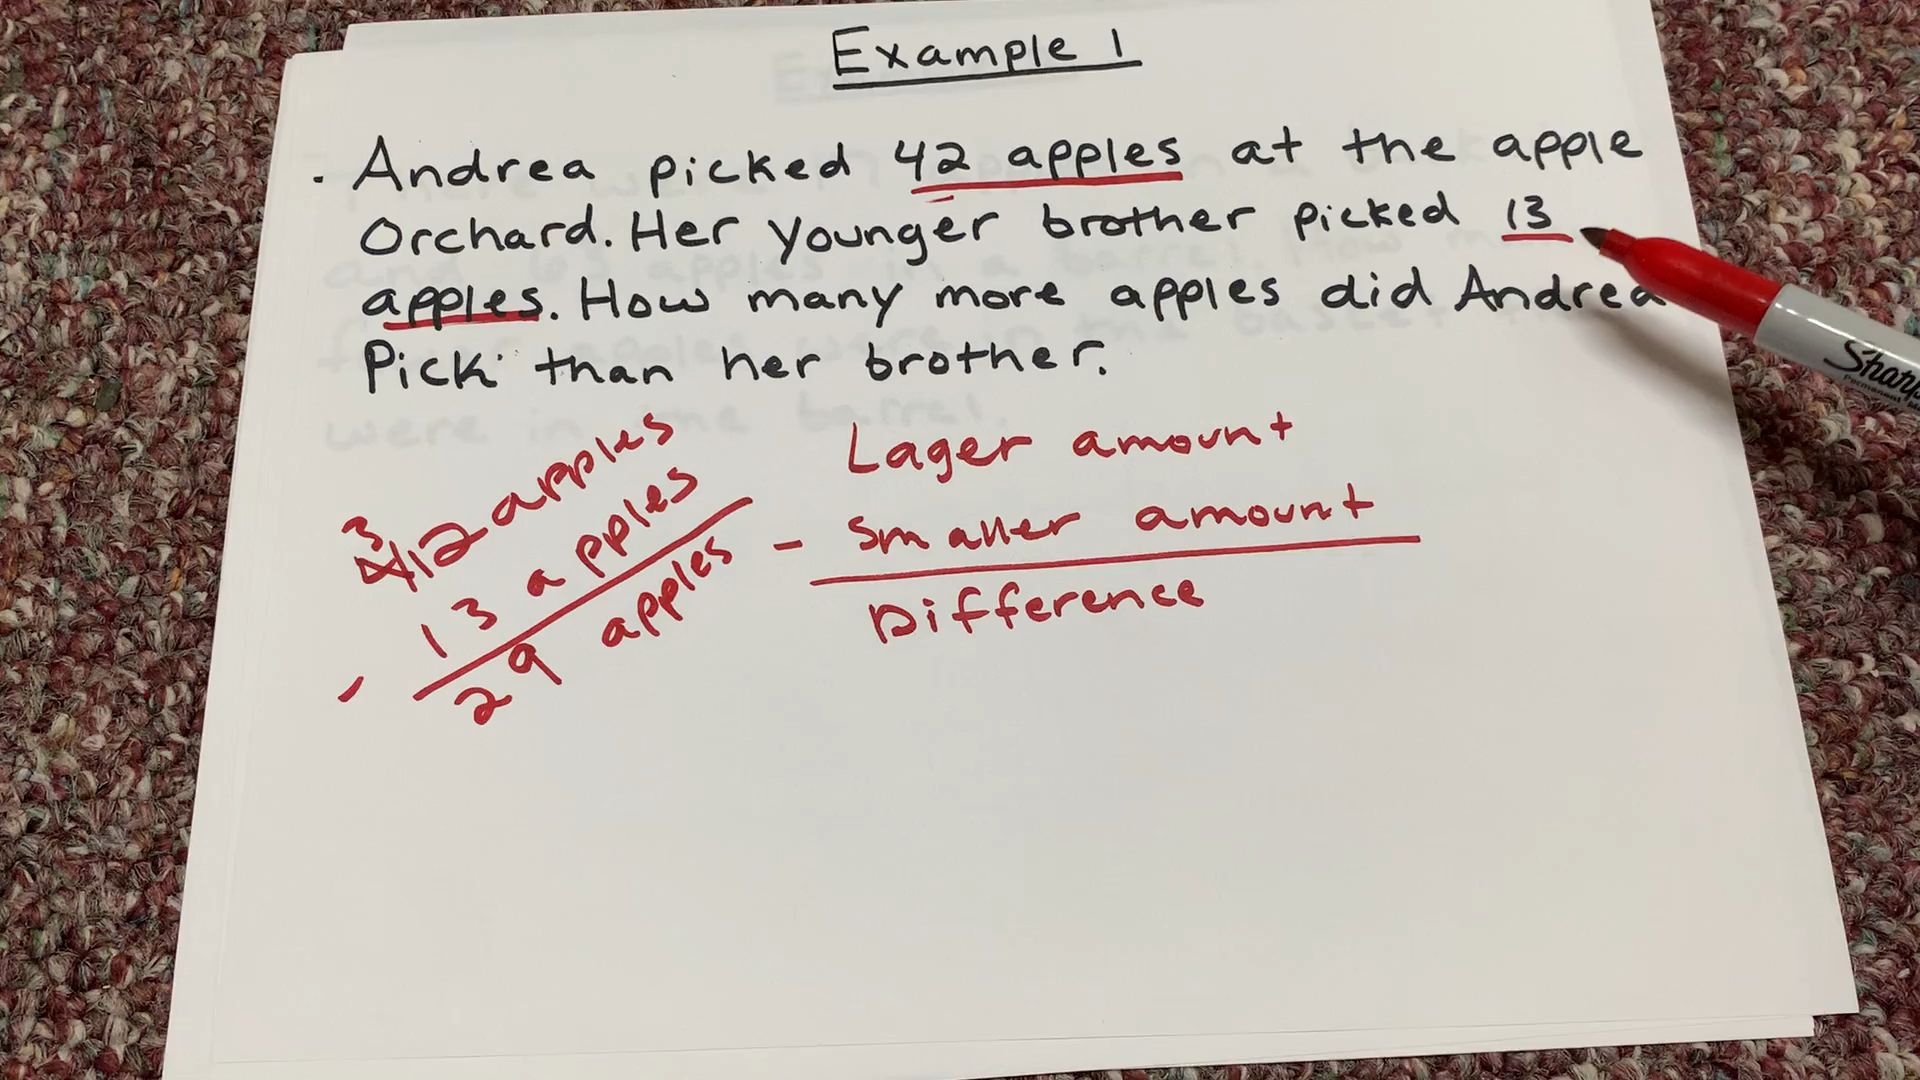 Example 1
. Andrea picked 42 apples at the apple
Orchard. Her younger brother picked 13
apples. How many more apples did Andrea
Pick than her brother.
3
412 apples
- 13 apples
29 apples
Lager amount
- Smaller amount
Difference
Sharp